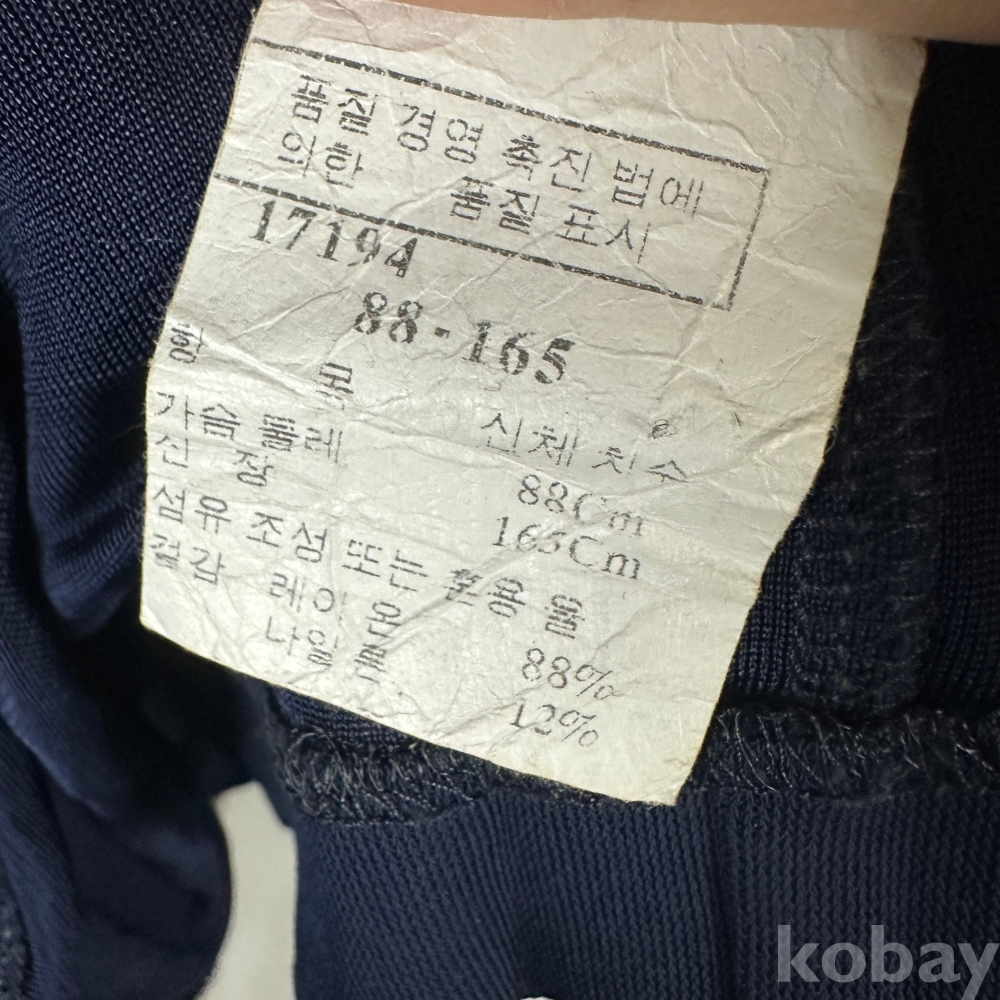 품질 경영 촉진 법에
의한 품질 표시
17194
88-165
항 목 신체 치수
가슴 둘레 88Cm
신 장 165Cm
섬유 조성 또는 혼용 율
겉감 레이온 88%
나일론 12%
kobay